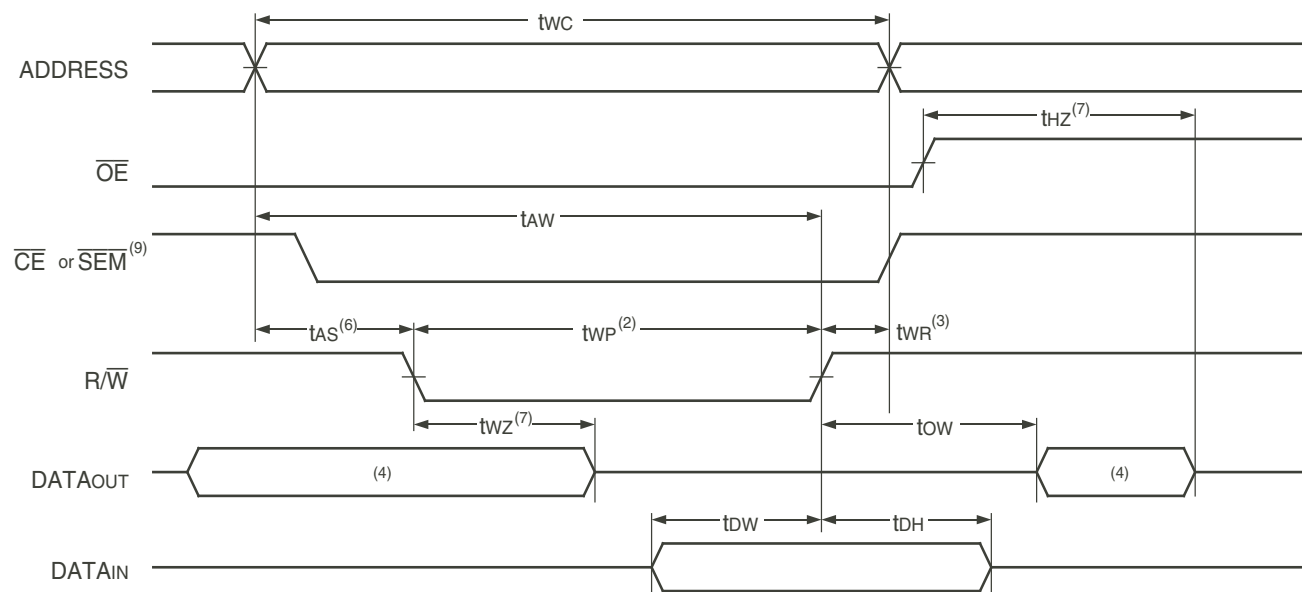 tWC
ADDRESS
tHZ(7)
OE
tAW
CE or SEM(9)
tAS(6) tWP(2) tWR(3)
R/W
tWZ(7) tOW
DATAOUT (4) (4)
tDW tDH
DATAIN